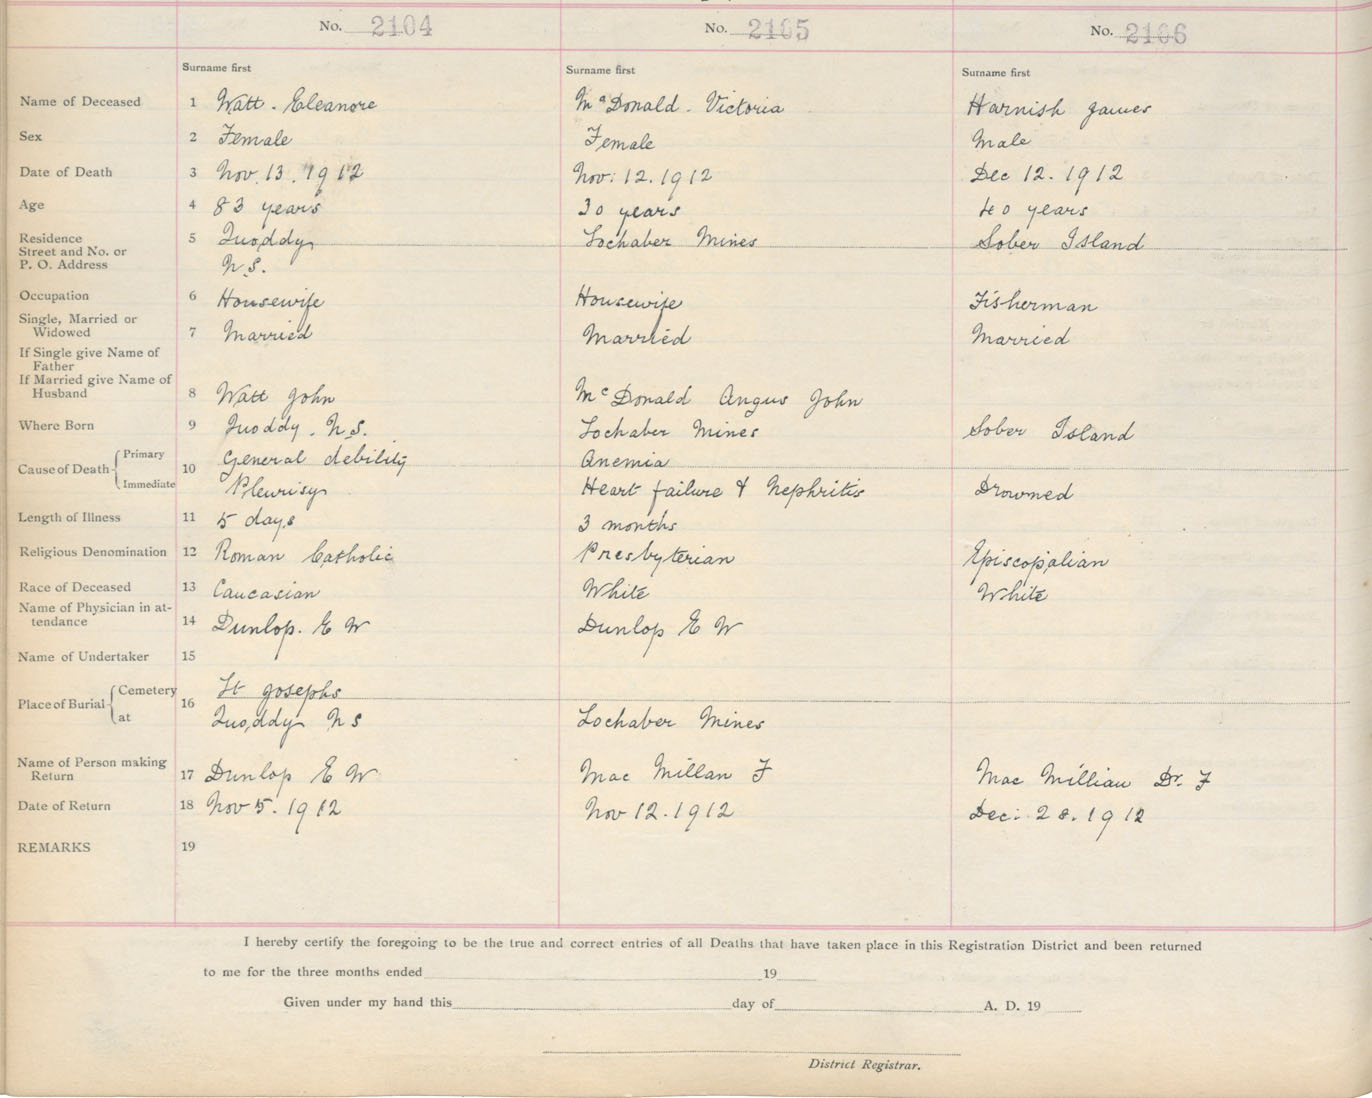 No. 2104 No. 2105 No. 2106
Surname first Surname first Surname first
Name of Deceased 1 Watt. Eleanore McDonald. Victoria Harnish James
Sex 2 Female Female Male
Date of Death 3 Nov. 13. 1912 Nov: 12. 1912 Dec 12. 1912
Age 4 83 years 30 years 40 years
Residence 5 Quoddy Lochaber Mines Sober Island
Street and No. or
P. O. Address N.S.
Occupation 6 Housewife Housewife Fisherman
Single, Married or
Widowed 7 Married Married Married
If Single give Name of
Father
If Married give Name of
Husband 8 Watt John McDonald Angus John
Where Born 9 Quoddy. N.S. Lochaber Mines Sober Island
Cause of Death 10 Primary General debility Anemia
Immediate Pleurisy Heart failure & Nephritis Drowned
Length of Illness 11 5 days 3 months
Religious Denomination 12 Roman Catholic Presbyterian Episcopalian
Race of Deceased 13 Caucasian White White
Name of Physician in at-
tendance 14 Dunlop. E W Dunlop E W
Name of Undertaker 15
Place of Burial 16 Cemetery St Josephs
at Quoddy N S Lochaber Mines
Name of Person making
Return 17 Dunlop E W Mac Millan F Mac Millian Dr. F
Date of Return 18 Nov 5. 1912 Nov 12. 1912 Dec: 28. 1912
REMARKS 19
I hereby certify the foregoing to be the true and correct entries of all Deaths that have taken place in this Registration District and been returned
to me for the three months ended 19
Given under my hand this day of A. D. 19
District Registrar.